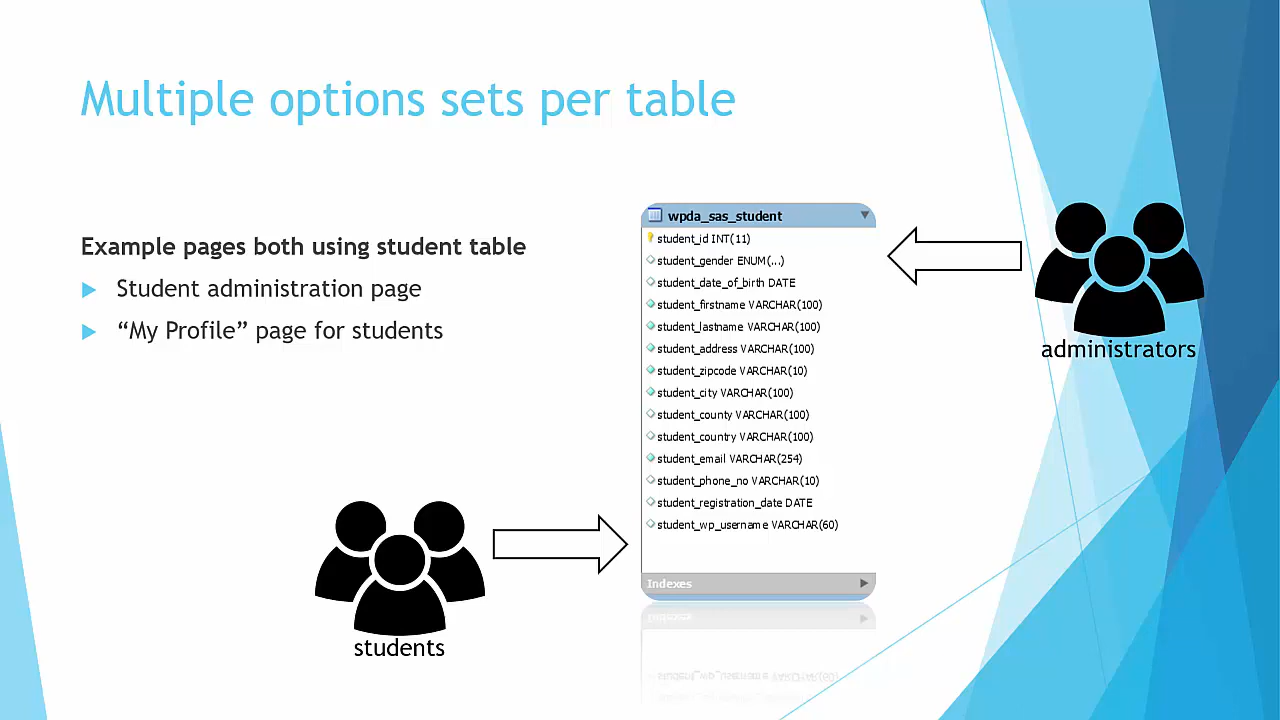 Multiple options sets per table
Example pages both using student table
Student administration page
“My Profile” page for students
wpda_sas_student
student_id INT(11)
student_gender ENUM(...)
student_date_of_birth DATE
student_firstname VARCHAR(100)
student_lastname VARCHAR(100)
student_address VARCHAR(100)
student_zipcode VARCHAR(10)
student_city VARCHAR(100)
student_county VARCHAR(100)
student_country VARCHAR(100)
student_email VARCHAR(254)
student_phone_no VARCHAR(10)
student_registration_date DATE
student_wp_username VARCHAR(60)
Indexes
administrators
students